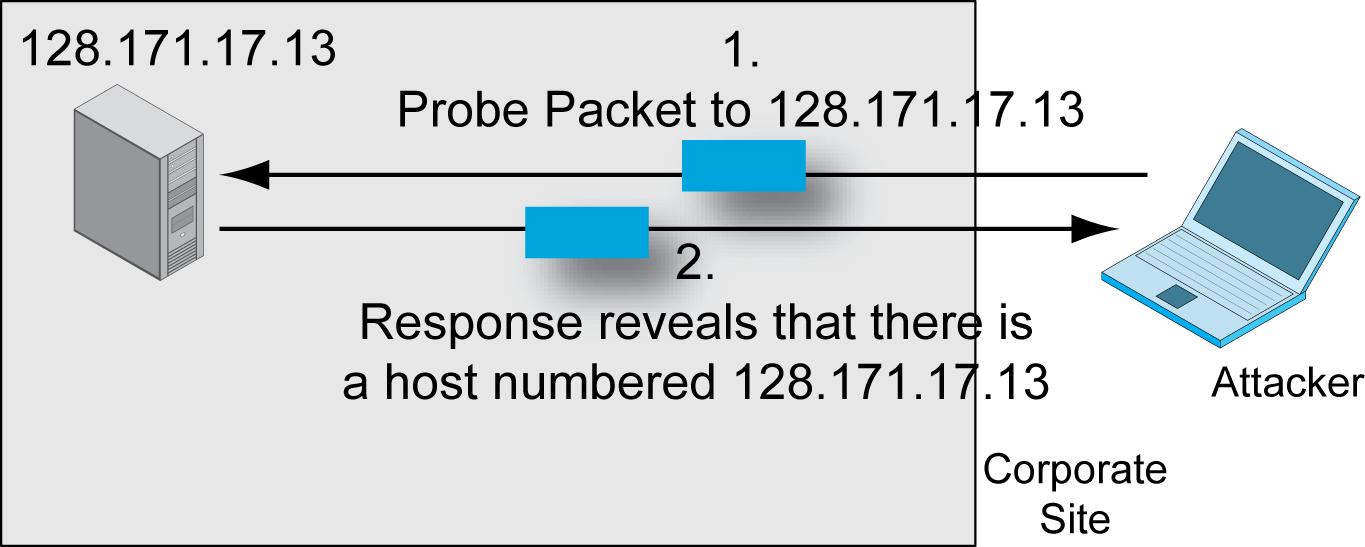 128.171.17.13
1.
Probe Packet to 128.171.17.13
2.
Response reveals that there is
a host numbered 128.171.17.13
Attacker
Corporate
Site